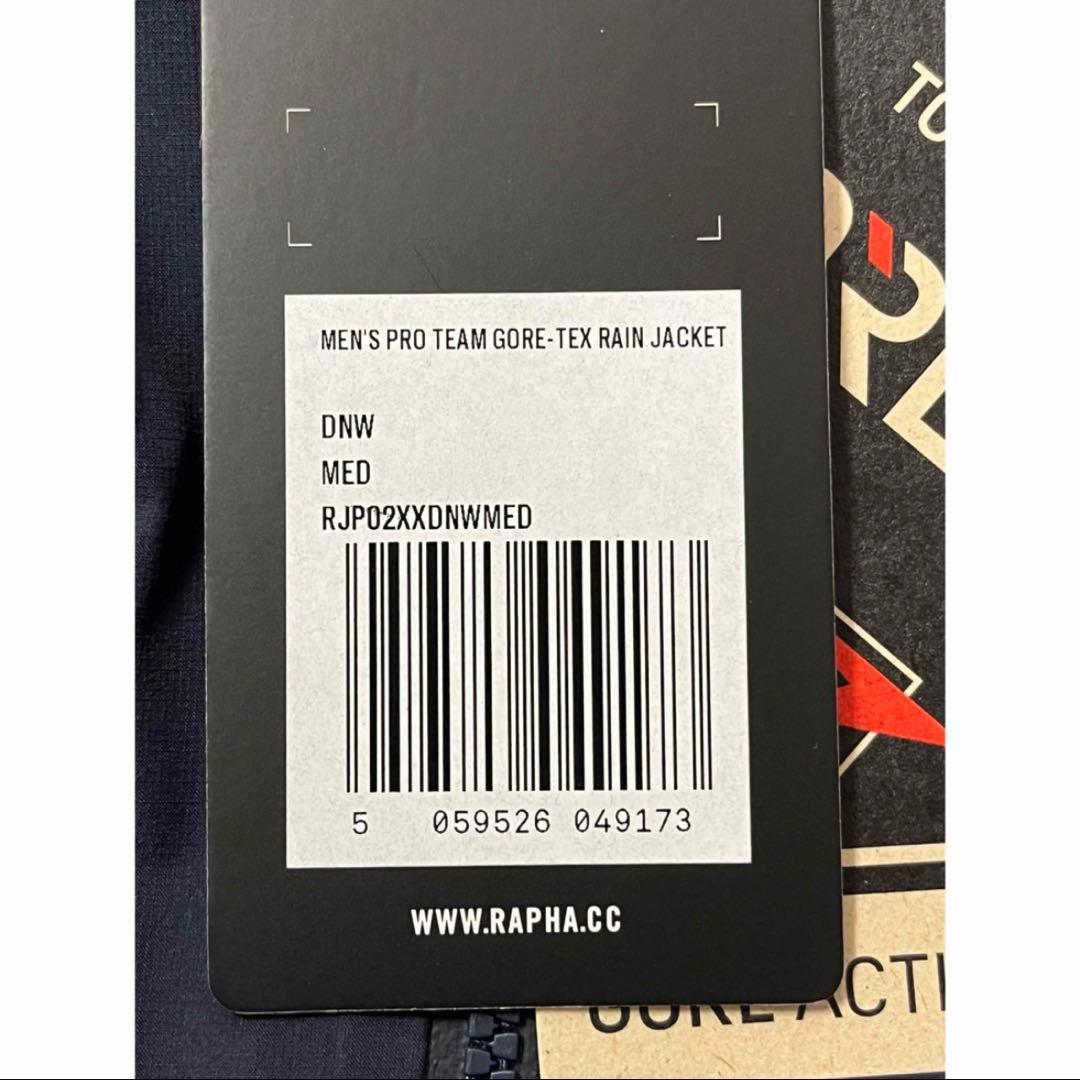 MEN'S PRO TEAM GORE-TEX RAIN JACKET
DNW
MED
RJP02XXDNWMED
5 059526 049173
WWW.RAPHA.CC